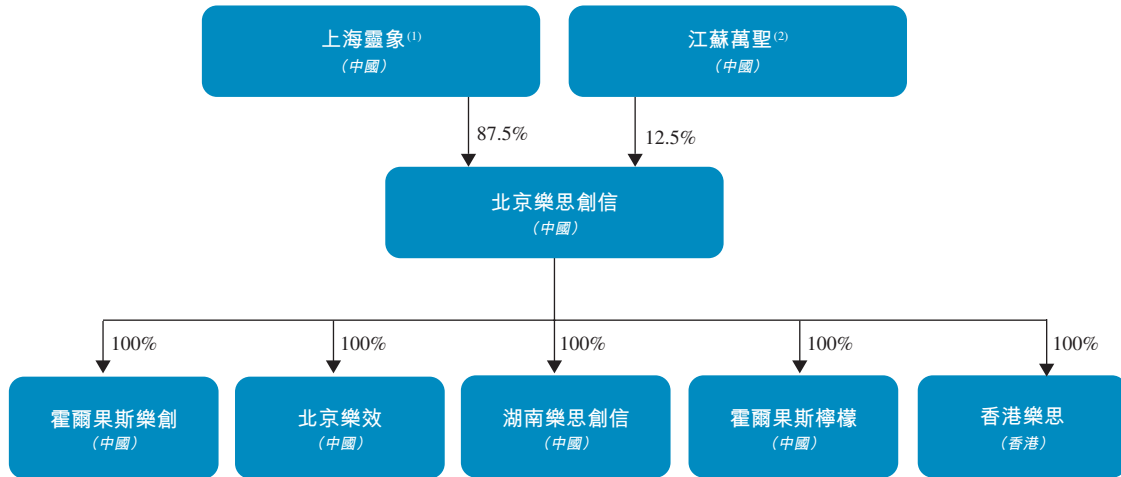 上海靈象(1)
（中國）
江蘇萬聖(2)
（中國）
87.5%
12.5%
北京樂思創信
（中國）
100%
100%
100%
100%
100%
霍爾果斯樂創
（中國）
北京樂效
（中國）
湖南樂思創信
（中國）
霍爾果斯檸檬
（中國）
香港樂思
（香港）